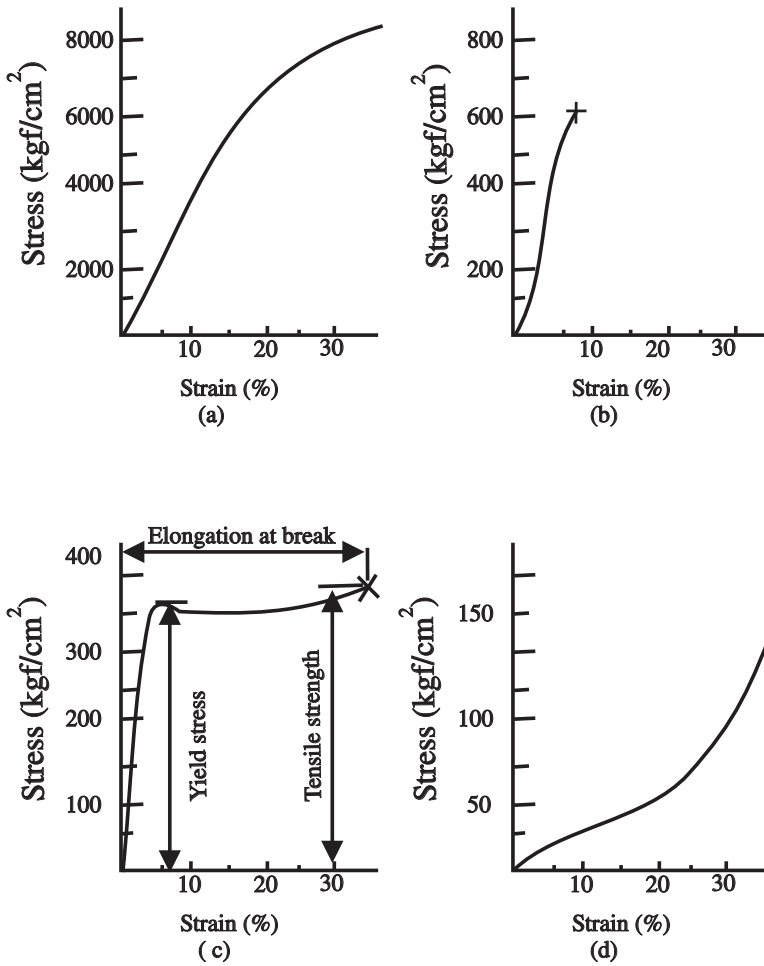 8000
6000
4000
2000
Stress (kgf/cm²)
10 20 30
Strain (%)
(a)
800
600
400
200
Stress (kgf/cm²)
10 20 30
Strain (%)
(b)
Elongation at break
400
300
200
100
Stress (kgf/cm²)
Yield stress
Tensile strength
10 20 30
Strain (%)
( c)
150
100
50
Stress (kgf/cm²)
10 20 30
Strain (%)
(d)